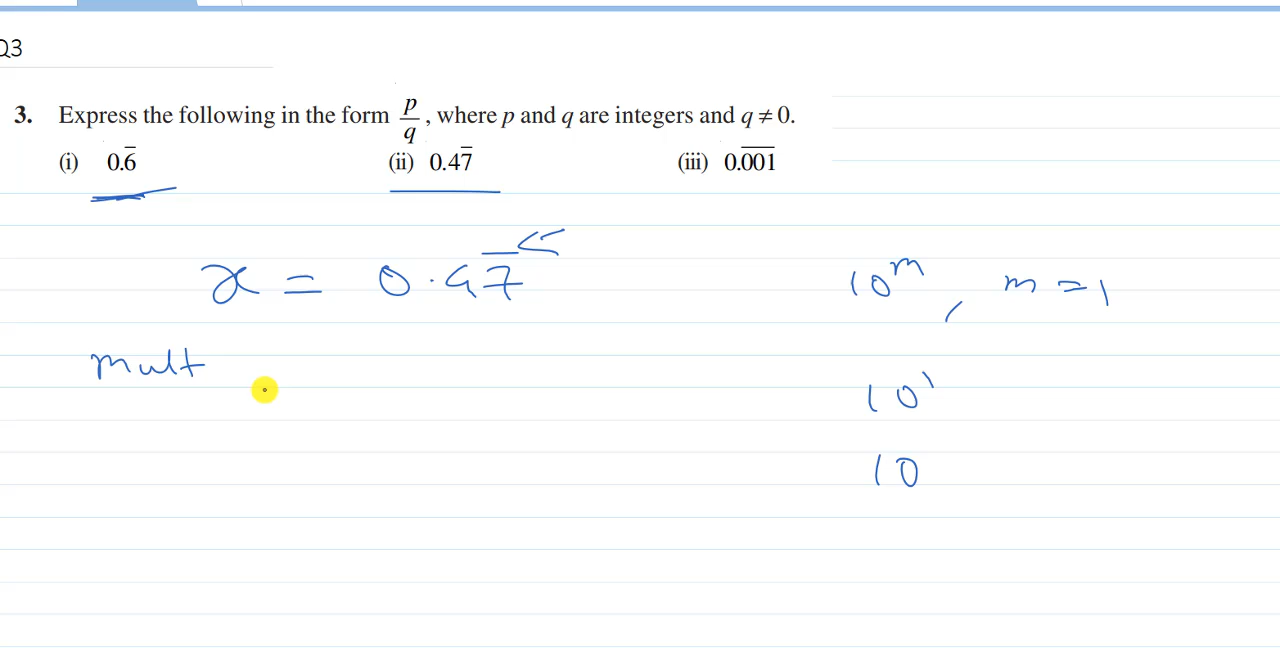 Q3
3. Express the following in the form p/q, where p and q are integers and q ≠ 0.
(i) 0.6̅ (ii) 0.47̅ (iii) 0.0̅0̅1̅
x = 0.47̅
10^m, m = 1
mult
10^1
10